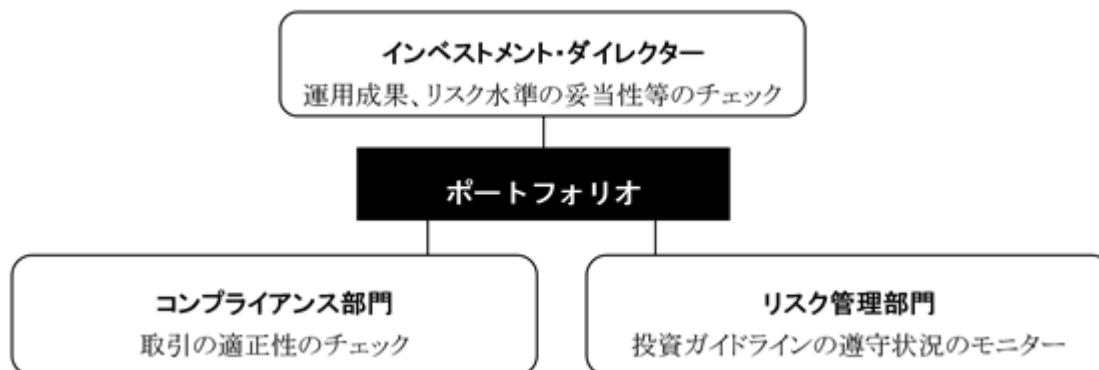 インベストメント・ダイレクター
運用成果、リスク水準の妥当性等のチェック
ポートフォリオ
コンプライアンス部門
取引の適正性のチェック
リスク管理部門
投資ガイドラインの遵守状況のモニター